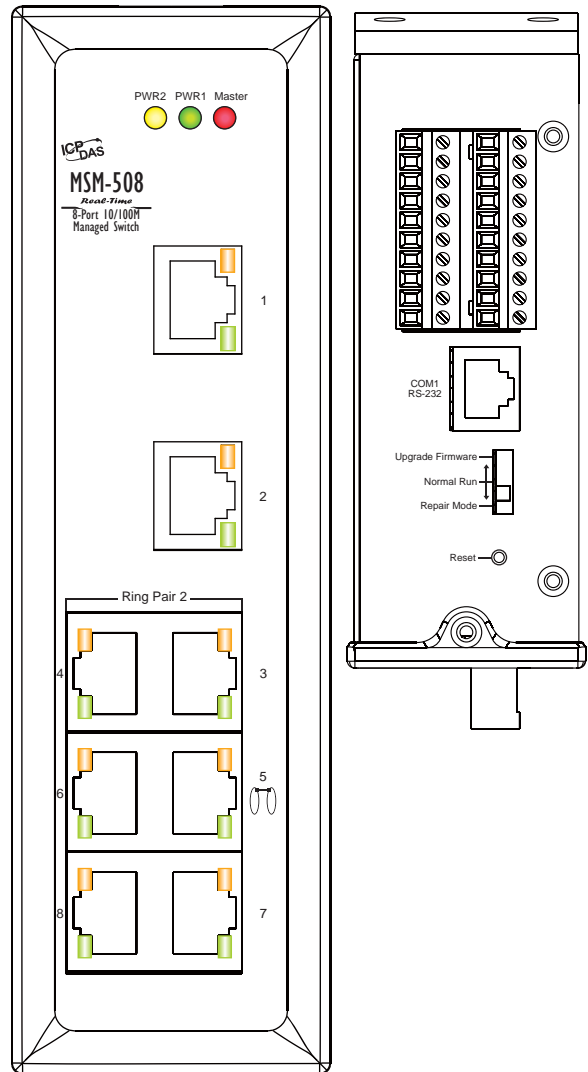 PWR2 PWR1 Master
ICP DAS
MSM-508
Real-Time
8-Port 10/100M
Managed Switch
1
2
Ring Pair 2
4 3
6 5
8 7
COM1
RS-232
Upgrade Firmware
Normal Run
Repair Mode
Reset